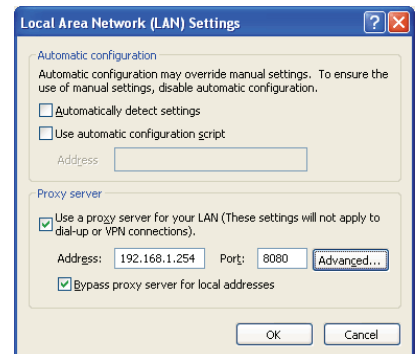 Local Area Network (LAN) Settings
Automatic configuration
Automatic configuration may override manual settings. To ensure the
use of manual settings, disable automatic configuration.
Automatically detect settings
Use automatic configuration script
Address
Proxy server
Use a proxy server for your LAN (These settings will not apply to
dial-up or VPN connections).
Address: 192.168.1.254 Port: 8080 Advanced...
Bypass proxy server for local addresses
OK Cancel